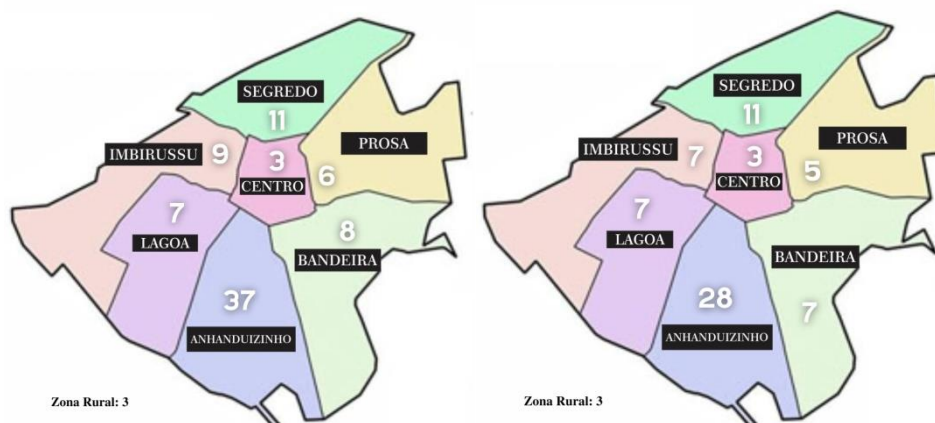 SEGREDO
11
PROSA
IMBIRUSSU 9
3
CENTRO
6
7
LAGOA
8
BANDEIRA
37
ANHANDUIZINHO
Zona Rural: 3
SEGREDO
11
PROSA
IMBIRUSSU 7
3
CENTRO
5
7
LAGOA
BANDEIRA
28
7
ANHANDUIZINHO
Zona Rural: 3